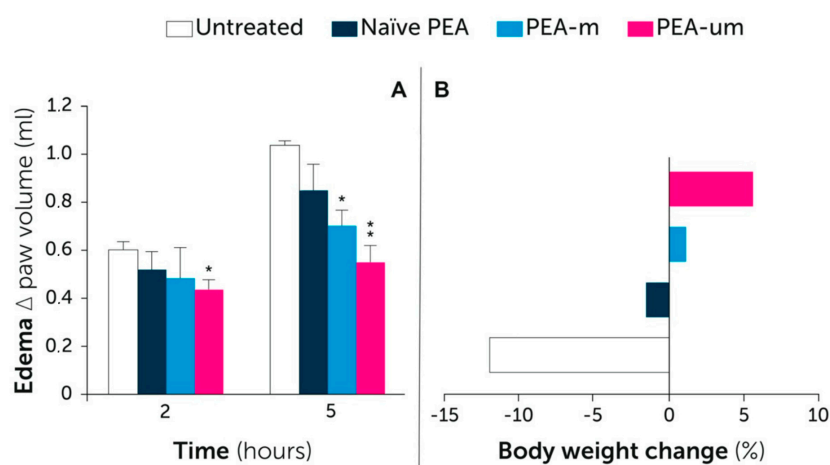 Untreated Naïve PEA PEA-m PEA-um
A B
1.2
1.0
0.8
0.6
0.4
0.2
0
Edema Δ paw volume (ml)
*
*
*
*
2 5
Time (hours)
-15 -10 -5 0 5 10
Body weight change (%)